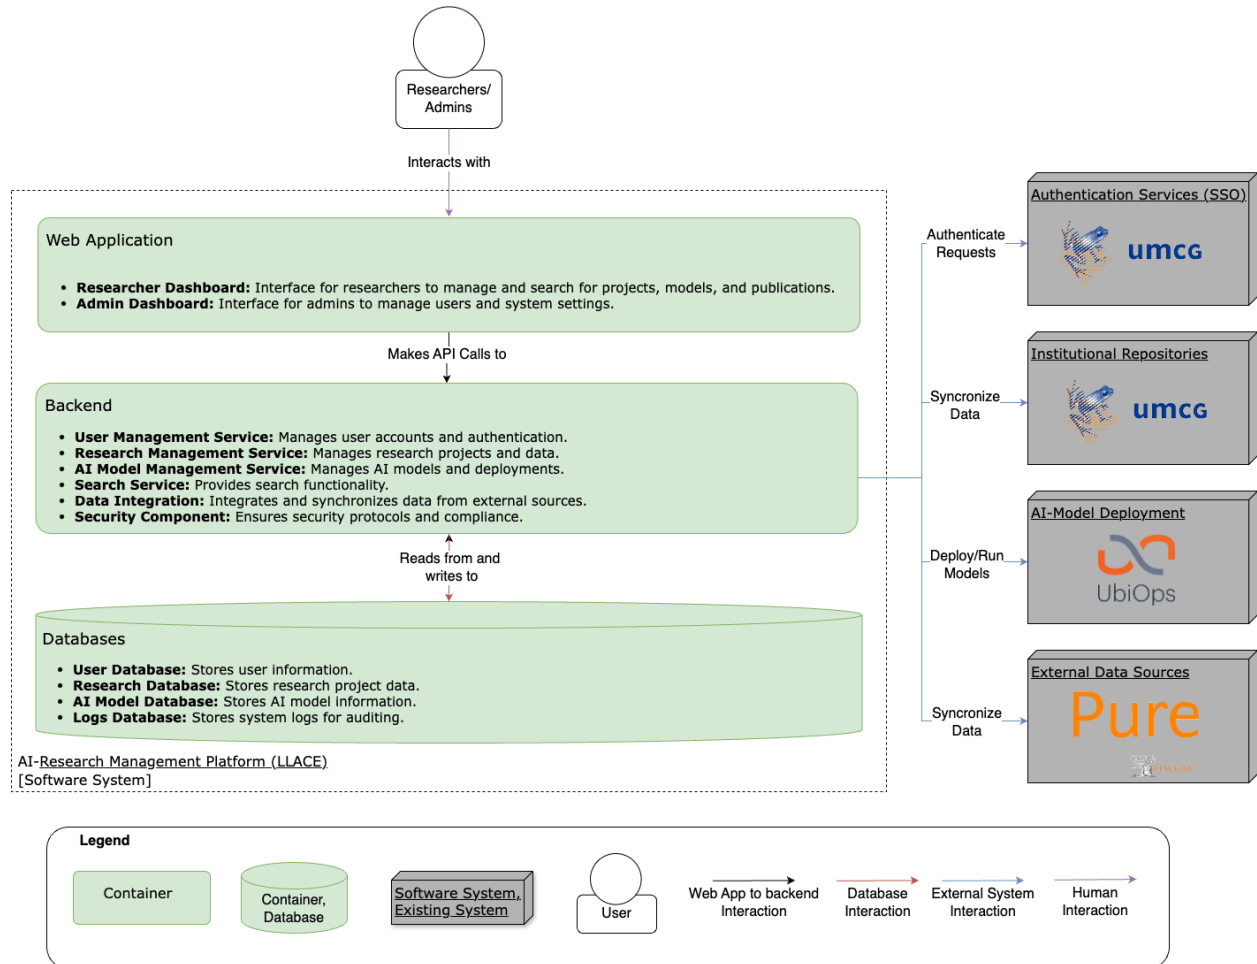 Researchers/
Admins
Interacts with
Web Application
• Researcher Dashboard: Interface for researchers to manage and search for projects, models, and publications.
• Admin Dashboard: Interface for admins to manage users and system settings.
Makes API Calls to
Backend
• User Management Service: Manages user accounts and authentication.
• Research Management Service: Manages research projects and data.
• AI Model Management Service: Manages AI models and deployments.
• Search Service: Provides search functionality.
• Data Integration: Integrates and synchronizes data from external sources.
• Security Component: Ensures security protocols and compliance.
Reads from and
writes to
Databases
• User Database: Stores user information.
• Research Database: Stores research project data.
• AI Model Database: Stores AI model information.
• Logs Database: Stores system logs for auditing.
AI-Research Management Platform (LLACE)
[Software System]
Authenticate
Requests
Authentication Services (SSO)
umcg
Syncronize
Data
Institutional Repositories
umcg
Deploy/Run
Models
AI-Model Deployment
UbiOps
Syncronize
Data
External Data Sources
Pure
Legend
Container
Container,
Database
Software System,
Existing System
User
Web App to backend
Interaction
Database
Interaction
External System
Interaction
Human
Interaction